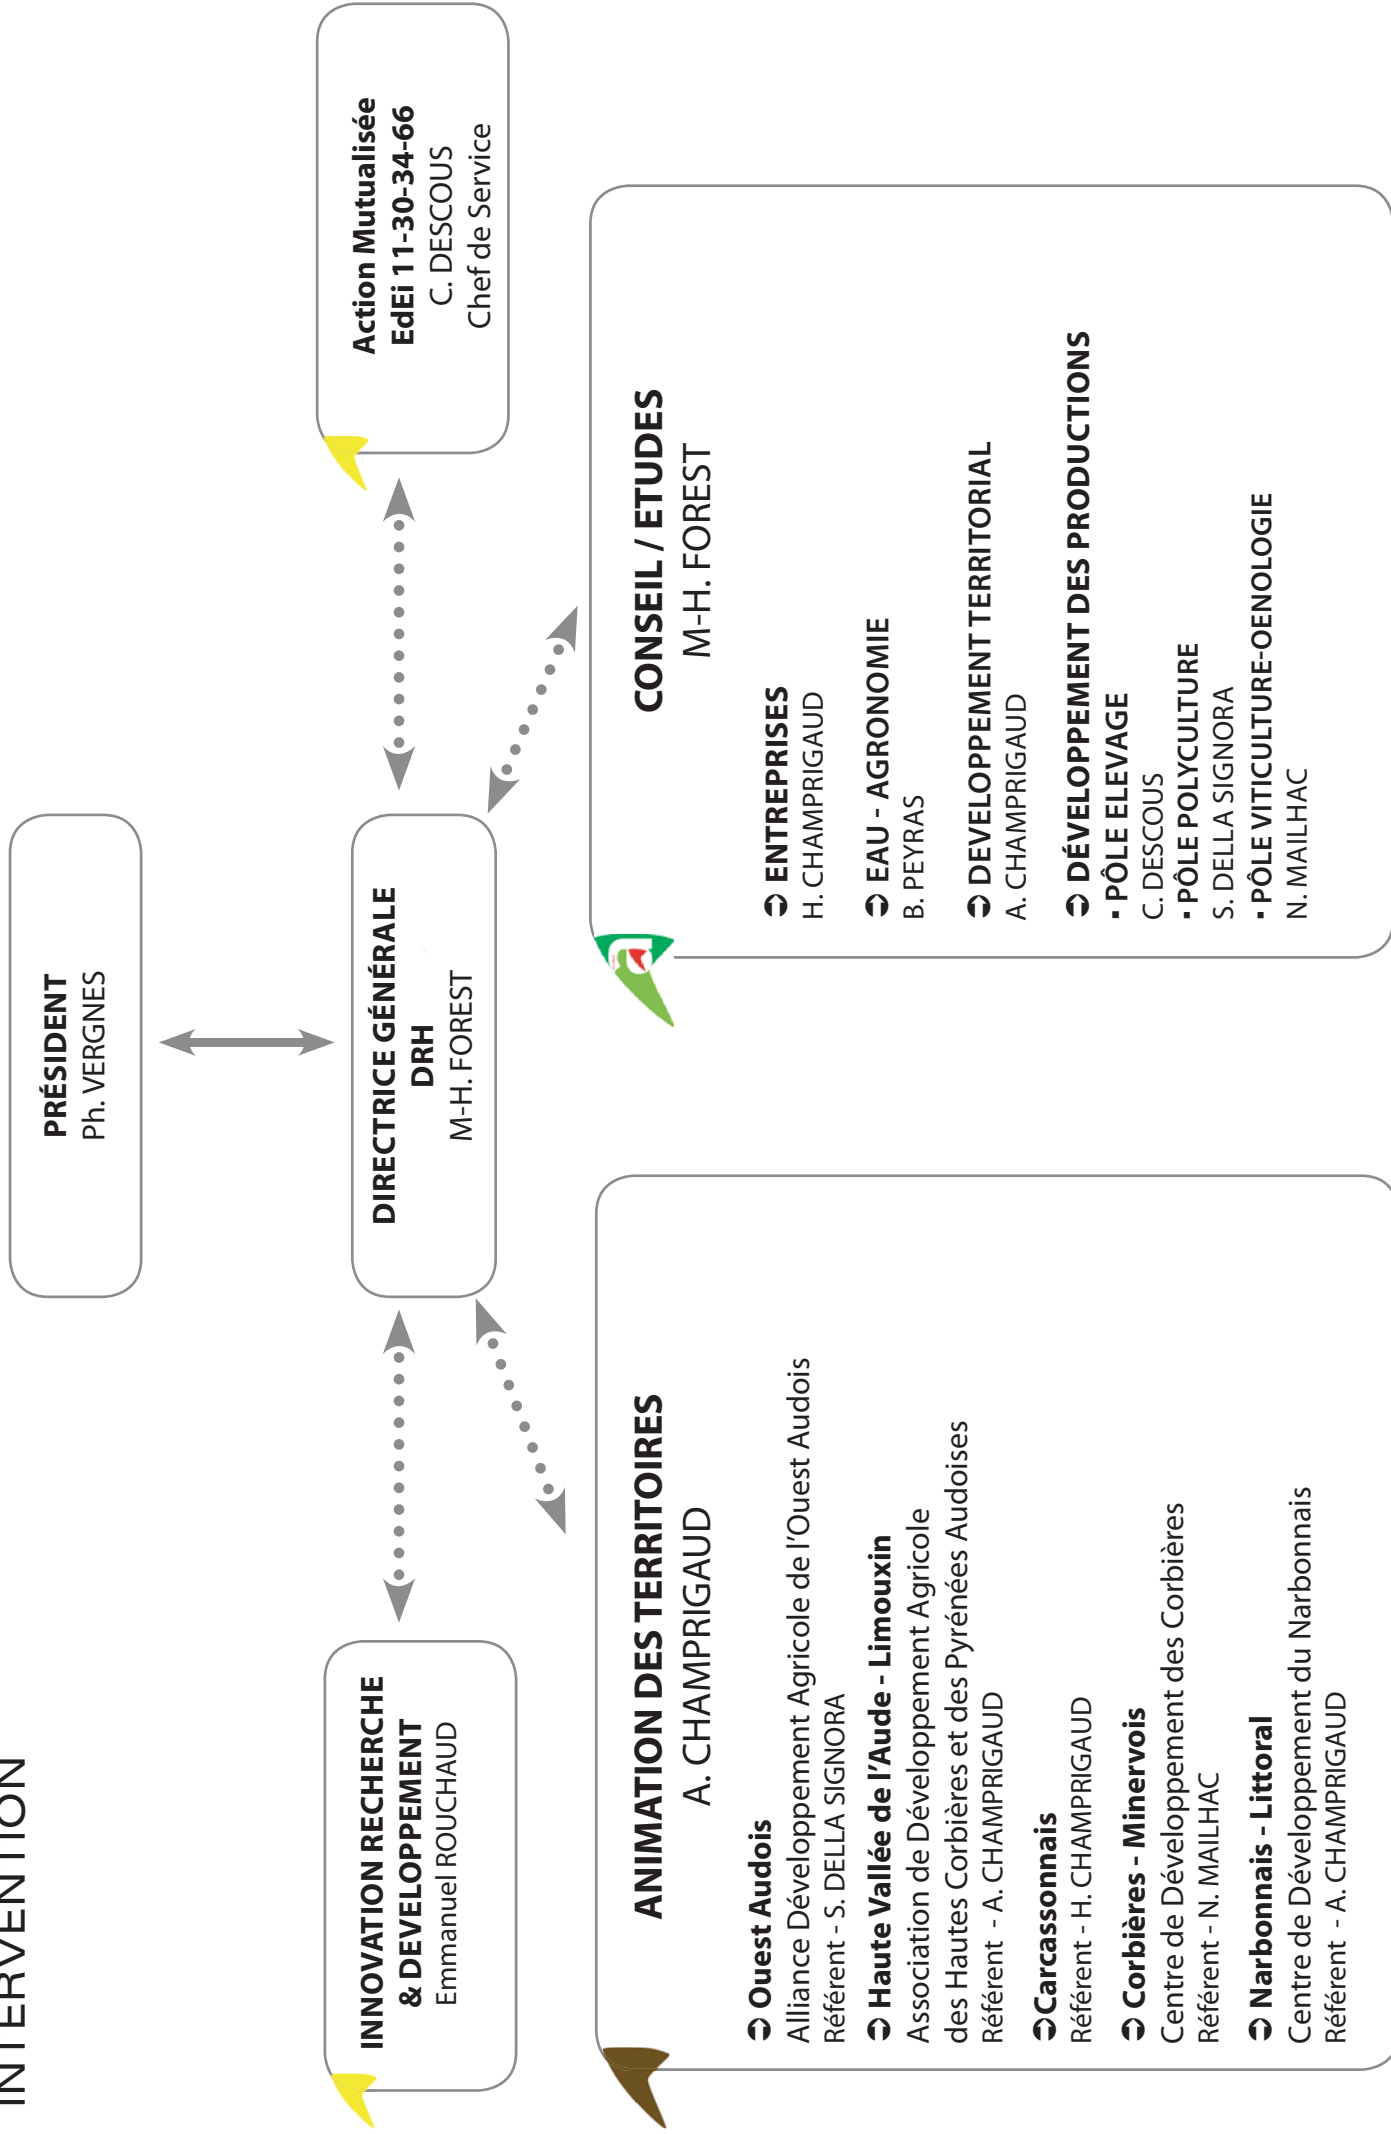 INTERVENTION
PRÉSIDENT
Ph. VERGNES
DIRECTRICE GÉNÉRALE
DRH
M-H. FOREST
INNOVATION RECHERCHE
& DEVELOPPEMENT
Emmanuel ROUCHAUD
Action Mutualisée
EdEi 11-30-34-66
C. DESCOUS
Chef de Service
ANIMATION DES TERRITOIRES
A. CHAMPRIGAUD
➲ Ouest Audois
Alliance Développement Agricole de l'Ouest Audois
Référent - S. DELLA SIGNORA
➲ Haute Vallée de l'Aude - Limouxin
Association de Développement Agricole
des Hautes Corbières et des Pyrénées Audoises
Référent - A. CHAMPRIGAUD
➲Carcassonnais
Référent - H. CHAMPRIGAUD
➲ Corbières - Minervois
Centre de Développement des Corbières
Référent - N. MAILHAC
➲ Narbonnais - Littoral
Centre de Développement du Narbonnais
Référent - A. CHAMPRIGAUD
CONSEIL / ETUDES
M-H. FOREST
➲ ENTREPRISES
H. CHAMPRIGAUD
➲ EAU - AGRONOMIE
B. PEYRAS
➲ DEVELOPPEMENT TERRITORIAL
A. CHAMPRIGAUD
➲ DÉVELOPPEMENT DES PRODUCTIONS
▪ PÔLE ELEVAGE
C. DESCOUS
▪ PÔLE POLYCULTURE
S. DELLA SIGNORA
▪ PÔLE VITICULTURE-OENOLOGIE
N. MAILHAC